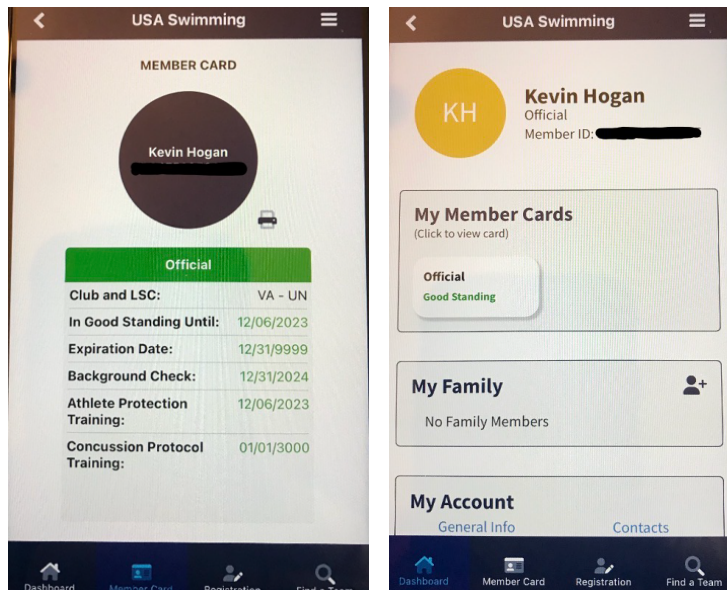 USA Swimming
MEMBER CARD
Kevin Hogan
Official
Club and LSC: VA - UN
In Good Standing Until: 12/06/2023
Expiration Date: 12/31/9999
Background Check: 12/31/2024
Athlete Protection 12/06/2023
Training:
Concussion Protocol 01/01/3000
Training:
Dashboard Member Card Registration Find a Team
USA Swimming
KH
Kevin Hogan
Official
Member ID:
My Member Cards
(Click to view card)
Official
Good Standing
My Family
No Family Members
My Account
General Info Contacts
Dashboard Member Card Registration Find a Team